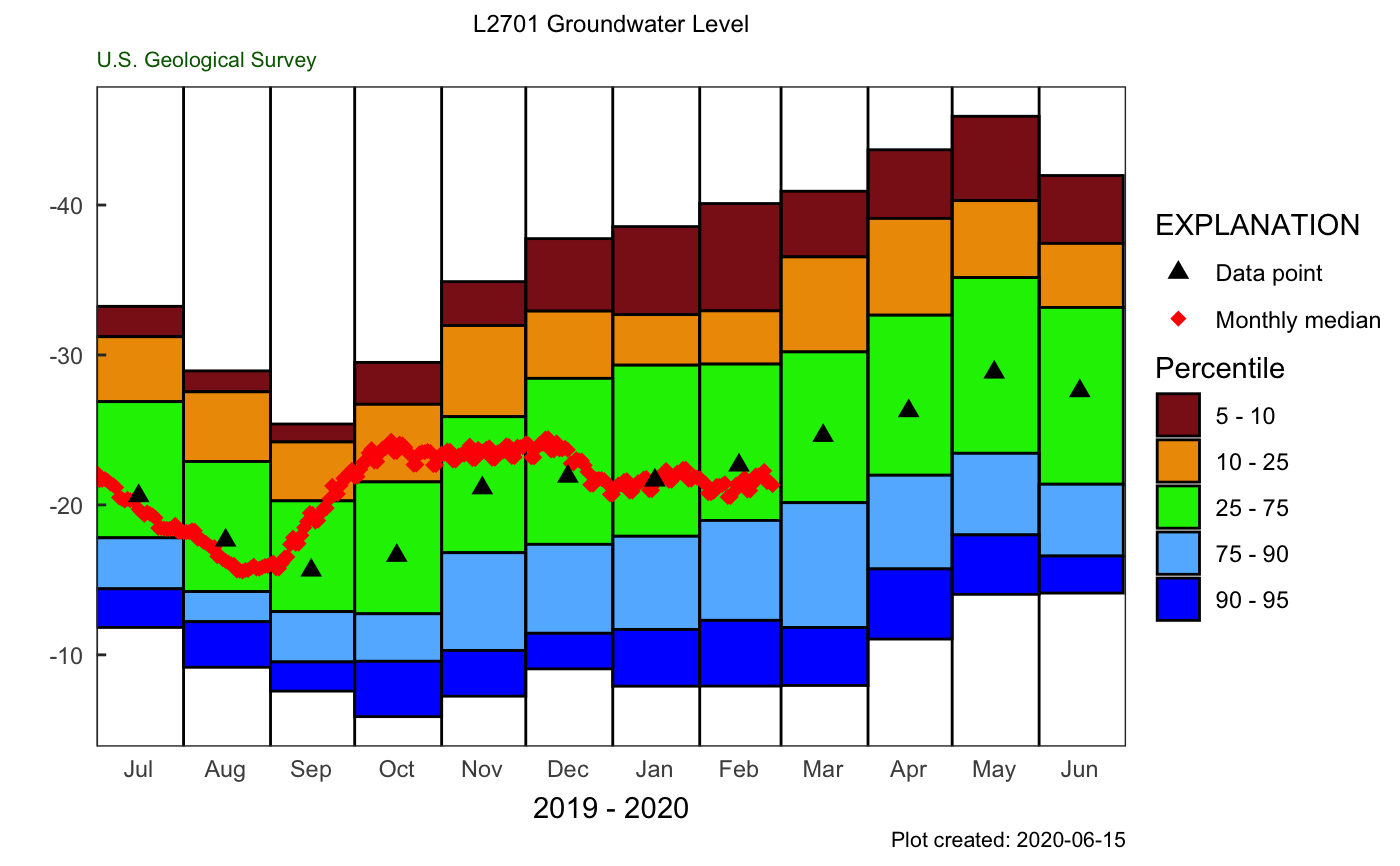 L2701 Groundwater Level
U.S. Geological Survey
-40
-30
-20
-10
Jul Aug Sep Oct Nov Dec Jan Feb Mar Apr May Jun
2019 - 2020
Plot created: 2020-06-15
EXPLANATION
Data point
Monthly median
Percentile
5 - 10
10 - 25
25 - 75
75 - 90
90 - 95